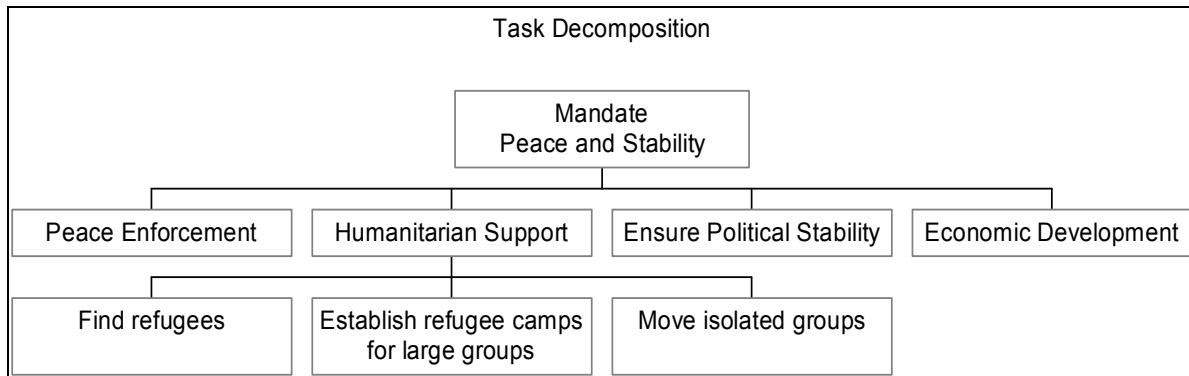 Task Decomposition
Mandate
Peace and Stability
Peace Enforcement
Humanitarian Support
Ensure Political Stability
Economic Development
Find refugees
Establish refugee camps
for large groups
Move isolated groups